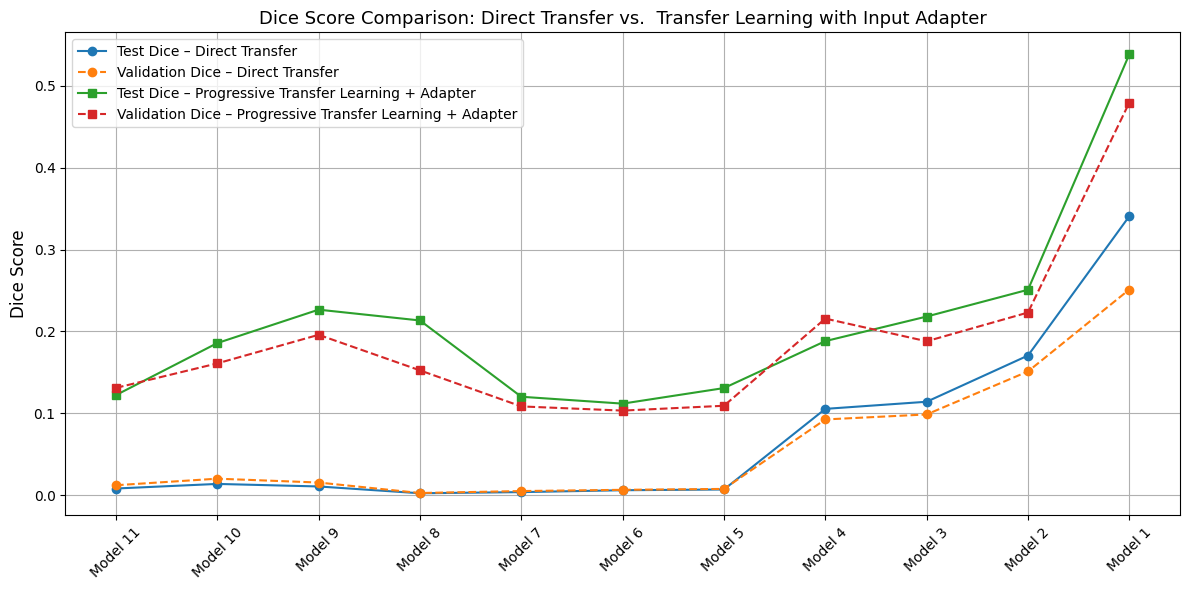 Dice Score Comparison: Direct Transfer vs.  Transfer Learning with Input Adapter
Test Dice – Direct Transfer
Validation Dice – Direct Transfer
Test Dice – Progressive Transfer Learning + Adapter
Validation Dice – Progressive Transfer Learning + Adapter
Dice Score
0.5
0.4
0.3
0.2
0.1
0.0
Model 11
Model 10
Model 9
Model 8
Model 7
Model 6
Model 5
Model 4
Model 3
Model 2
Model 1